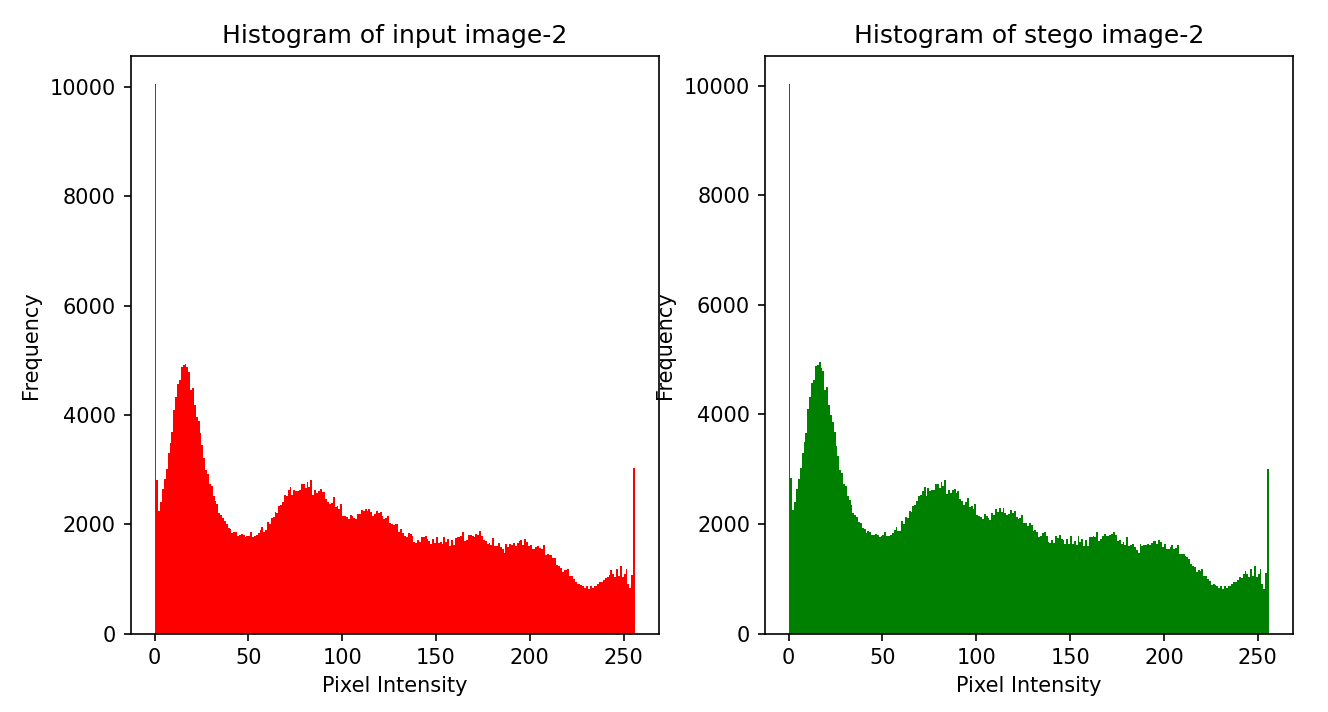 Histogram of input image-2
Frequency
10000
8000
6000
4000
2000
0
0 50 100 150 200 250
Pixel Intensity
Histogram of stego image-2
Frequency
10000
8000
6000
4000
2000
0
0 50 100 150 200 250
Pixel Intensity